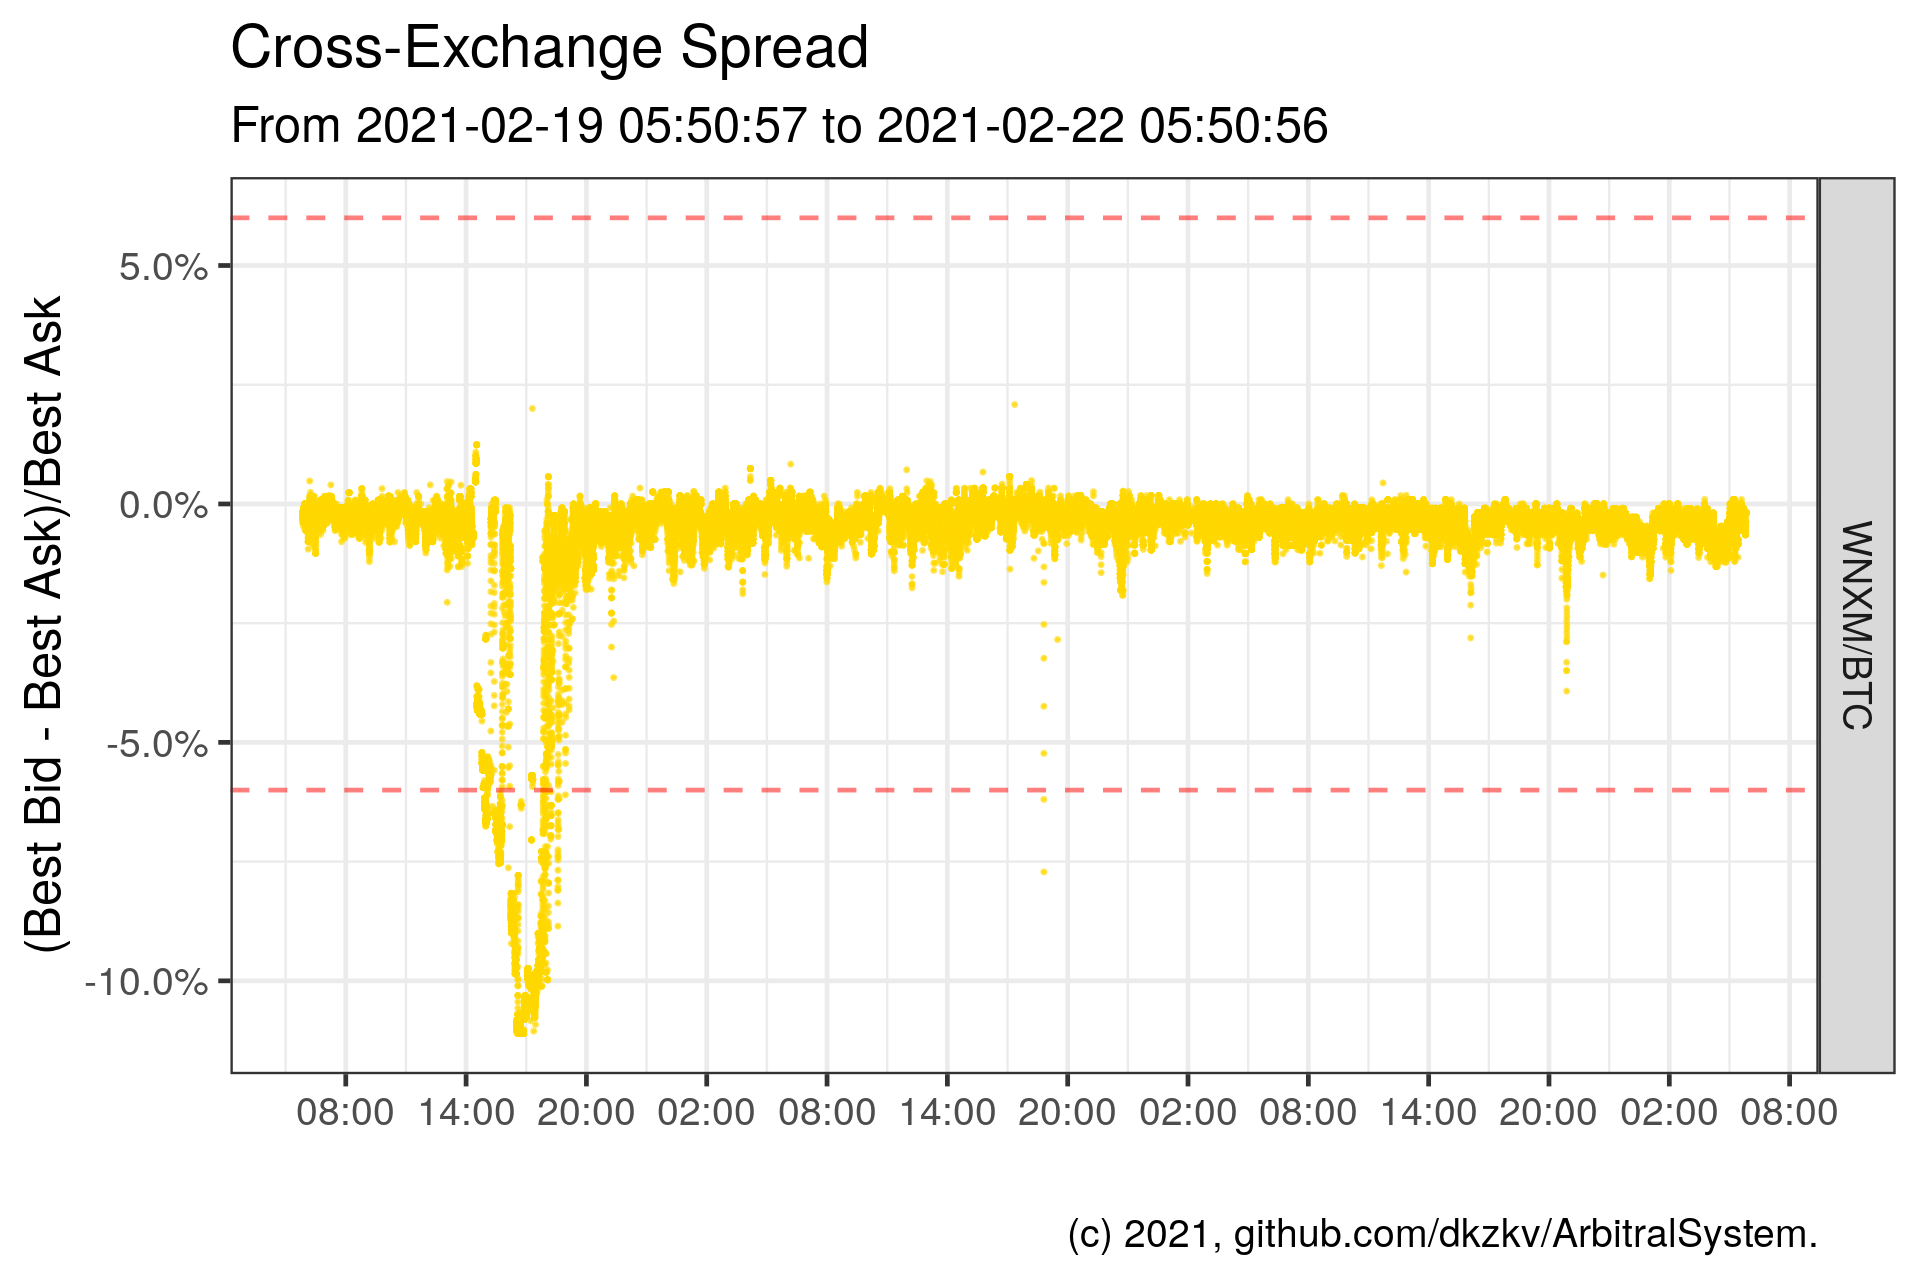 Cross-Exchange Spread
From 2021-02-19 05:50:57 to 2021-02-22 05:50:56
(Best Bid - Best Ask)/Best Ask
5.0%
0.0%
-5.0%
-10.0%
WNXM/BTC
08:00 14:00 20:00 02:00 08:00 14:00 20:00 02:00 08:00 14:00 20:00 02:00 08:00
(c) 2021, github.com/dkzkv/ArbitralSystem.